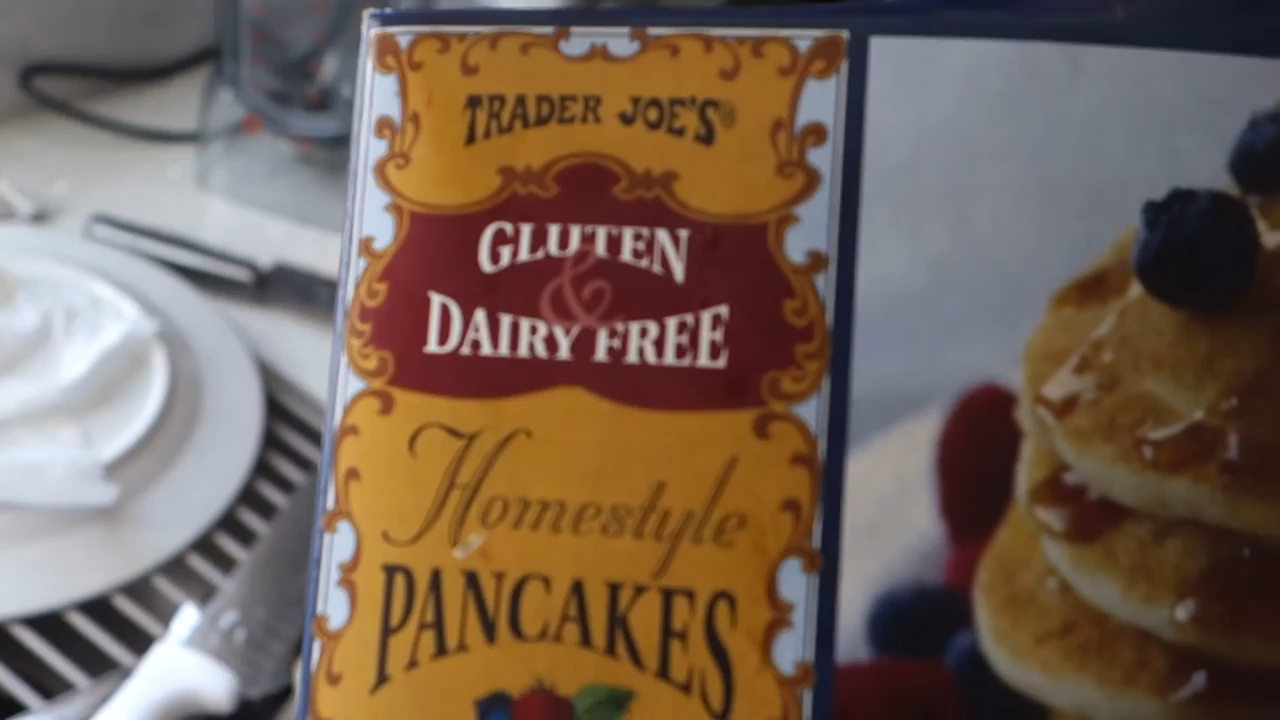 TRADER JOE'S®
GLUTEN
&
DAIRY FREE
Homestyle
PANCAKES